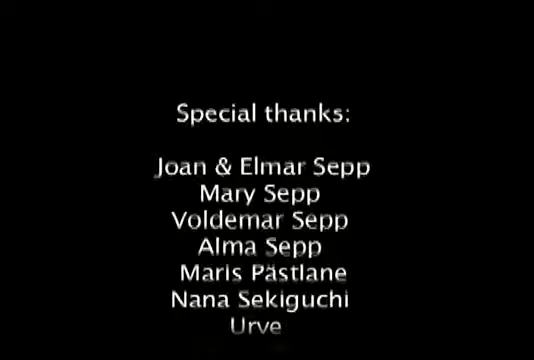 Special thanks:
Joan & Elmar Sepp
Mary Sepp
Voldemar Sepp
Alma Sepp
Maris Pästlane
Nana Sekiguchi
Urve